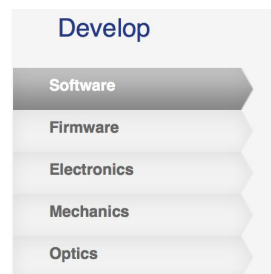 Develop
Software
Firmware
Electronics
Mechanics
Optics